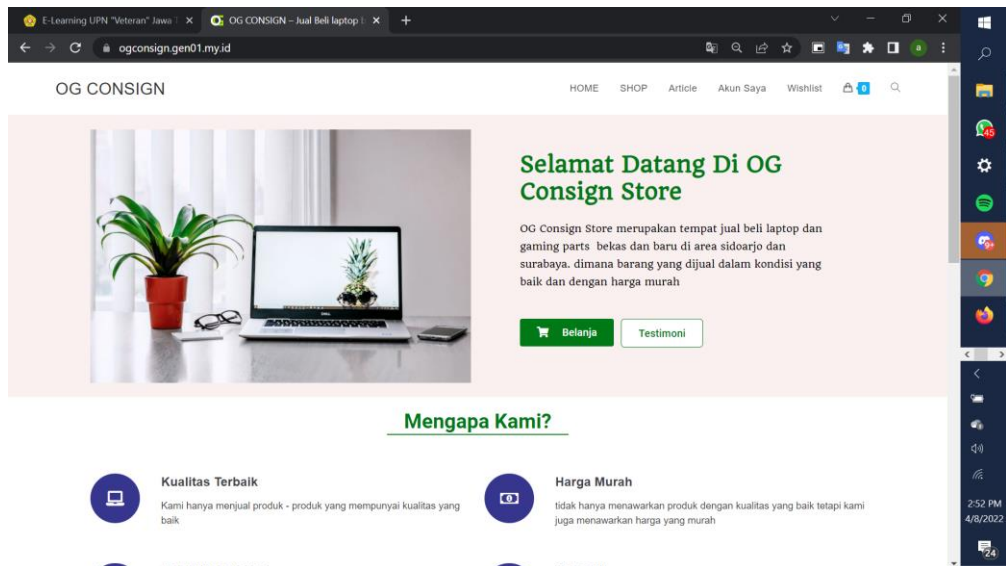 E-Learning UPN "Veteran" Jawa T
OG CONSIGN – Jual Beli laptop b
ogconsign.gen01.my.id
a
OG CONSIGN
HOME SHOP Article Akun Saya Wishlist 0
Selamat Datang Di OG
Consign Store
OG Consign Store merupakan tempat jual beli laptop dan
gaming parts bekas dan baru di area sidoarjo dan
surabaya. dimana barang yang dijual dalam kondisi yang
baik dan dengan harga murah
Belanja Testimoni
Mengapa Kami?
Kualitas Terbaik
Kami hanya menjual produk - produk yang mempunyai kualitas yang
baik
Harga Murah
tidak hanya menawarkan produk dengan kualitas yang baik tetapi kami
juga menawarkan harga yang murah
45
9+
2:52 PM
4/8/2022
24